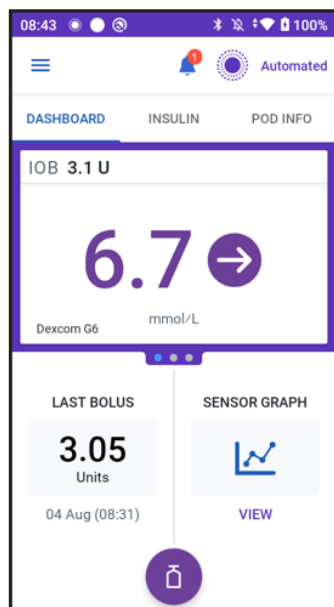 08:43 100%
1
Automated
DASHBOARD INSULIN POD INFO
IOB 3.1 U
6.7
mmol/L
Dexcom G6
LAST BOLUS SENSOR GRAPH
3.05
Units
04 Aug (08:31) VIEW